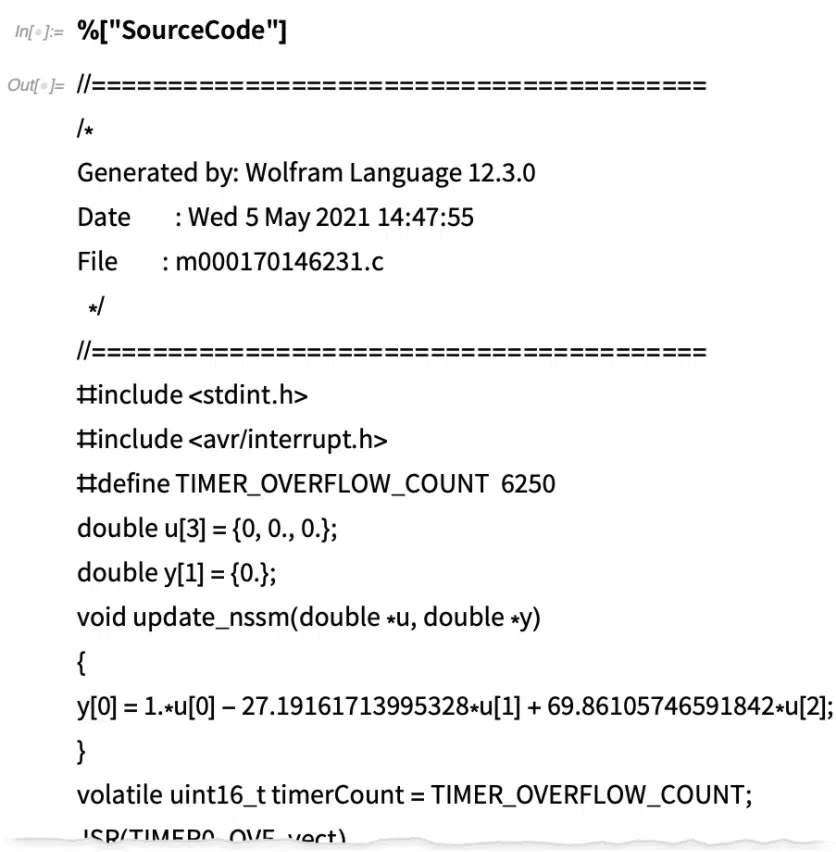 In[•]:= %["SourceCode"]
Out[•]= //========================================
/*
Generated by: Wolfram Language 12.3.0
Date : Wed 5 May 2021 14:47:55
File : m000170146231.c
*/
//========================================
#include <stdint.h>
#include <avr/interrupt.h>
#define TIMER_OVERFLOW_COUNT 6250
double u[3] = {0, 0., 0.};
double y[1] = {0.};
void update_nssm(double *u, double *y)
{
y[0] = 1.*u[0] – 27.19161713995328*u[1] + 69.86105746591842*u[2];
}
volatile uint16_t timerCount = TIMER_OVERFLOW_COUNT;
ISR(TIMER0_OVF_vect)